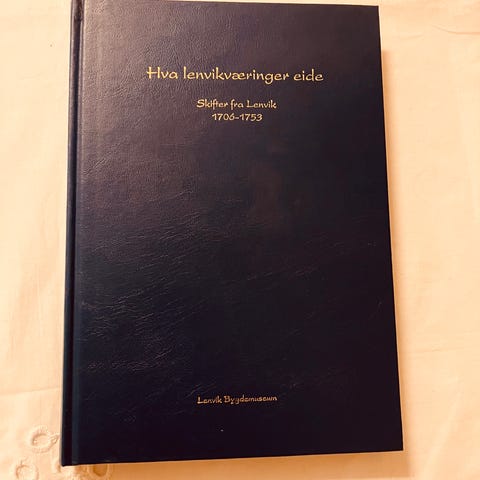 Hva lenvikværinger eide
Skifter fra Lenvik
1706-1753
Lenvik Bygdemuseum